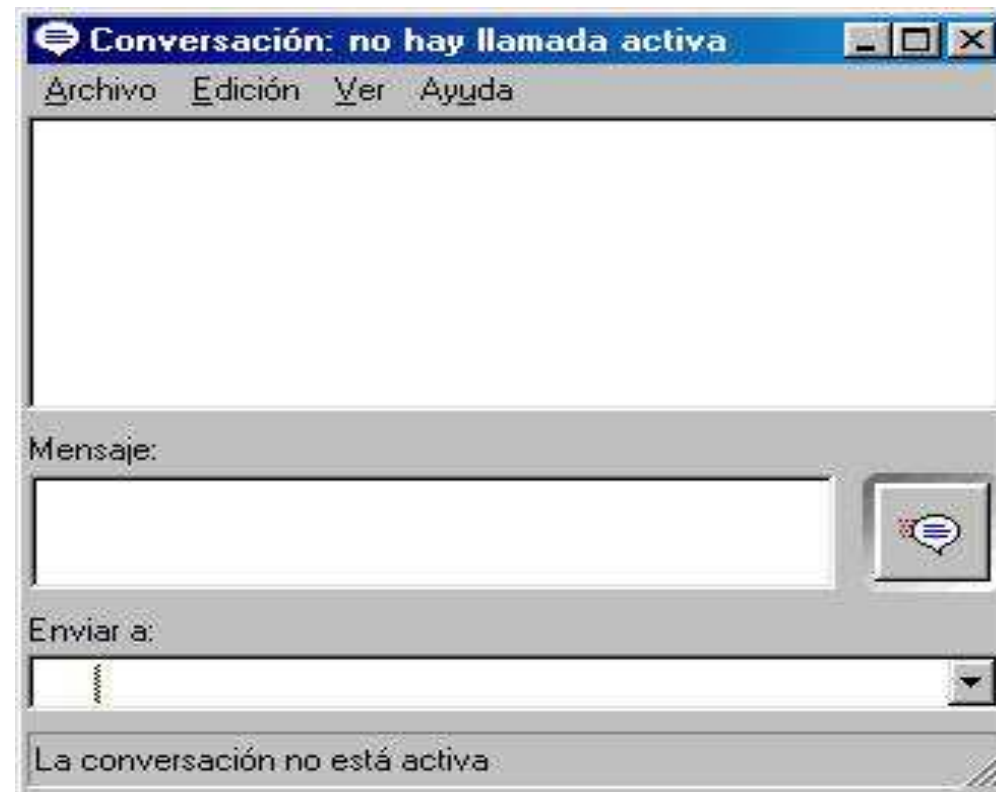 Conversación: no hay llamada activa
Archivo Edición Ver Ayuda
Mensaje:
Enviar a:
La conversación no está activa